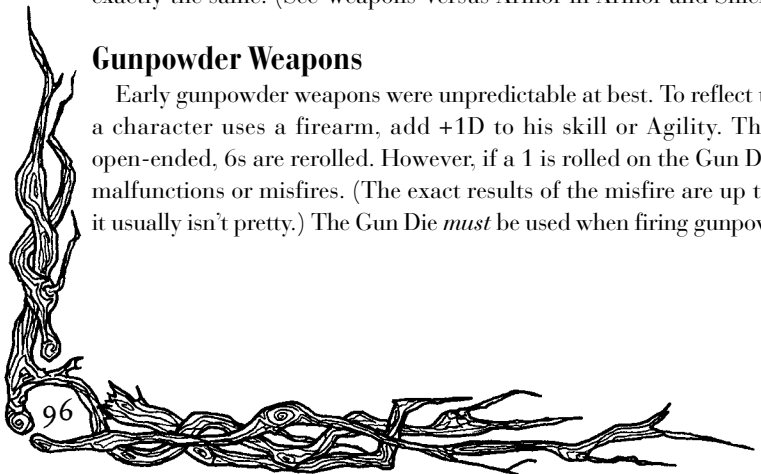 exactly the same. (See Weapons Versus Armor in Armor and
Gunpowder Weapons
Early gunpowder weapons were unpredictable at best. To reflect
a character uses a firearm, add +1D to his skill or Agility.
open-ended, 6s are rerolled. However, if a 1 is rolled on the Gun
malfunctions or misfires. (The exact results of the misfire are up
it usually isn’t pretty.) The Gun Die must be used when firing
96